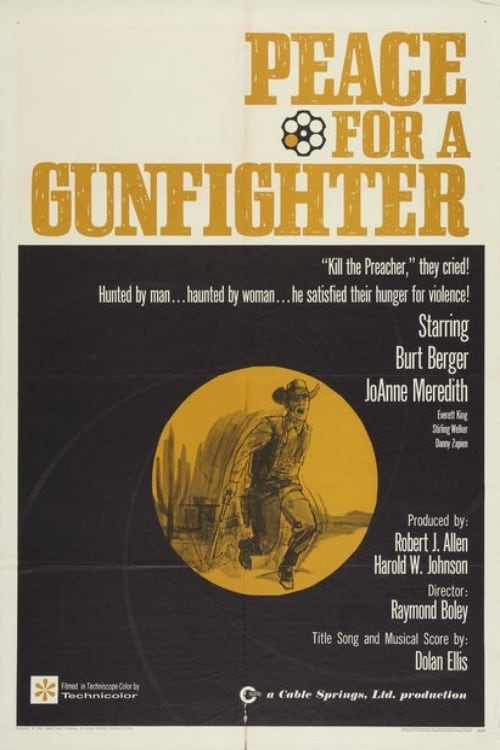 PEACE
FOR A
GUNFIGHTER
"Kill the Preacher," they cried!
Hunted by man...haunted by woman...he satisfied their hunger for violence!
Starring
Burt Berger
JoAnne Meredith
Everett King
Stirling Welker
Danny Zapien
Produced by:
Robert J. Allen
Harold W. Johnson
Director:
Raymond Boley
Title Song and Musical Score by:
Dolan Ellis
Filmed in Techniscope-Color by
Technicolor
a Cable Springs, Ltd. production